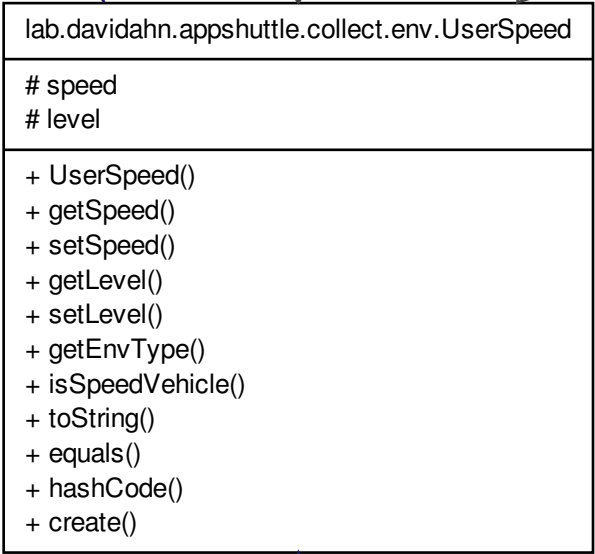 lab.davidahn.appshuttle.collect.env.UserSpeed
# speed
# level
+ UserSpeed()
+ getSpeed()
+ setSpeed()
+ getLevel()
+ setLevel()
+ getEnvType()
+ isSpeedVehicle()
+ toString()
+ equals()
+ hashCode()
+ create()